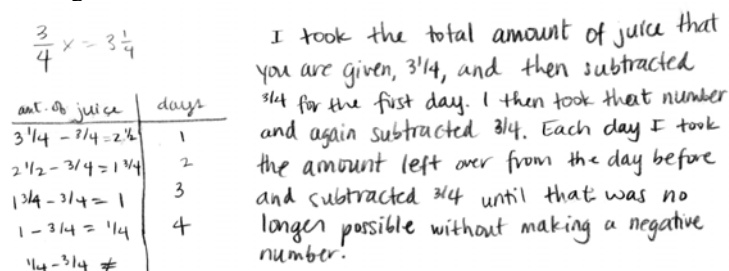 3/4 x = 3 1/4
amt. of juice | days
3 1/4 - 3/4 = 2 1/2 | 1
2 1/2 - 3/4 = 1 3/4 | 2
1 3/4 - 3/4 = 1 | 3
1 - 3/4 = 1/4 | 4
1/4 - 3/4 ≠
I took the total amount of juice that
you are given, 3 1/4, and then subtracted
3/4 for the first day. I then took that number
and again subtracted 3/4. Each day I took
the amount left over from the day before
and subtracted 3/4 until that was no
longer possible without making a negative
number.